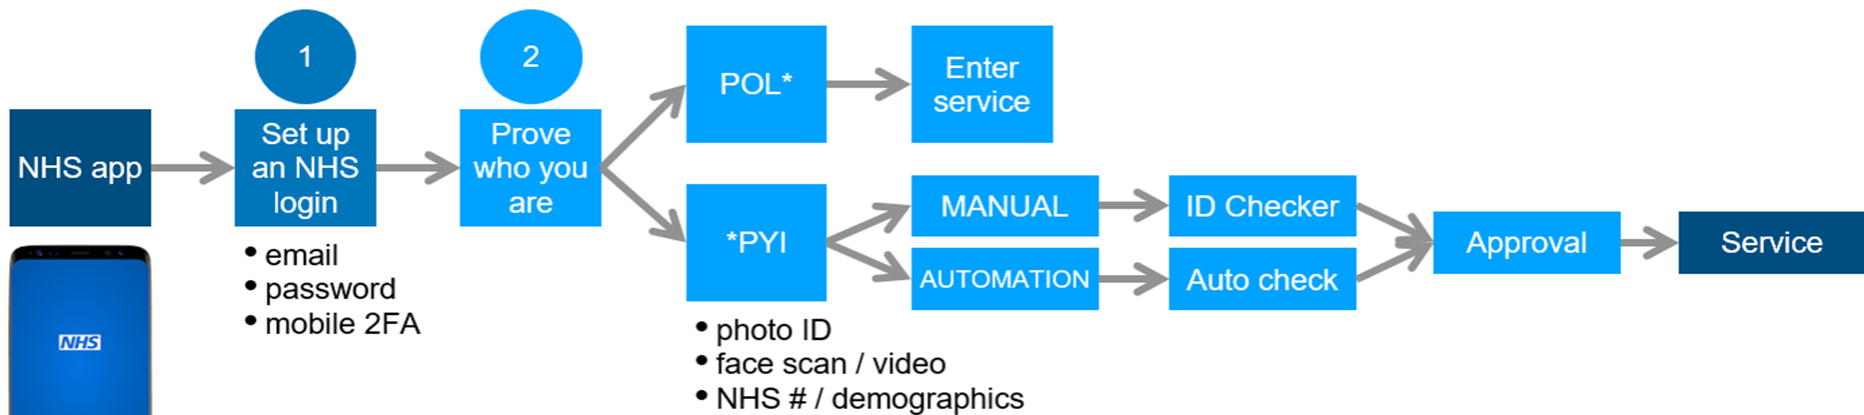 1
2
NHS app
Set up
an NHS
login
Prove
who you
are
POL*
Enter
service
*PYI
MANUAL
ID Checker
AUTOMATION
Auto check
Approval
Service
• email
• password
• mobile 2FA
• photo ID
• face scan / video
• NHS # / demographics
NHS